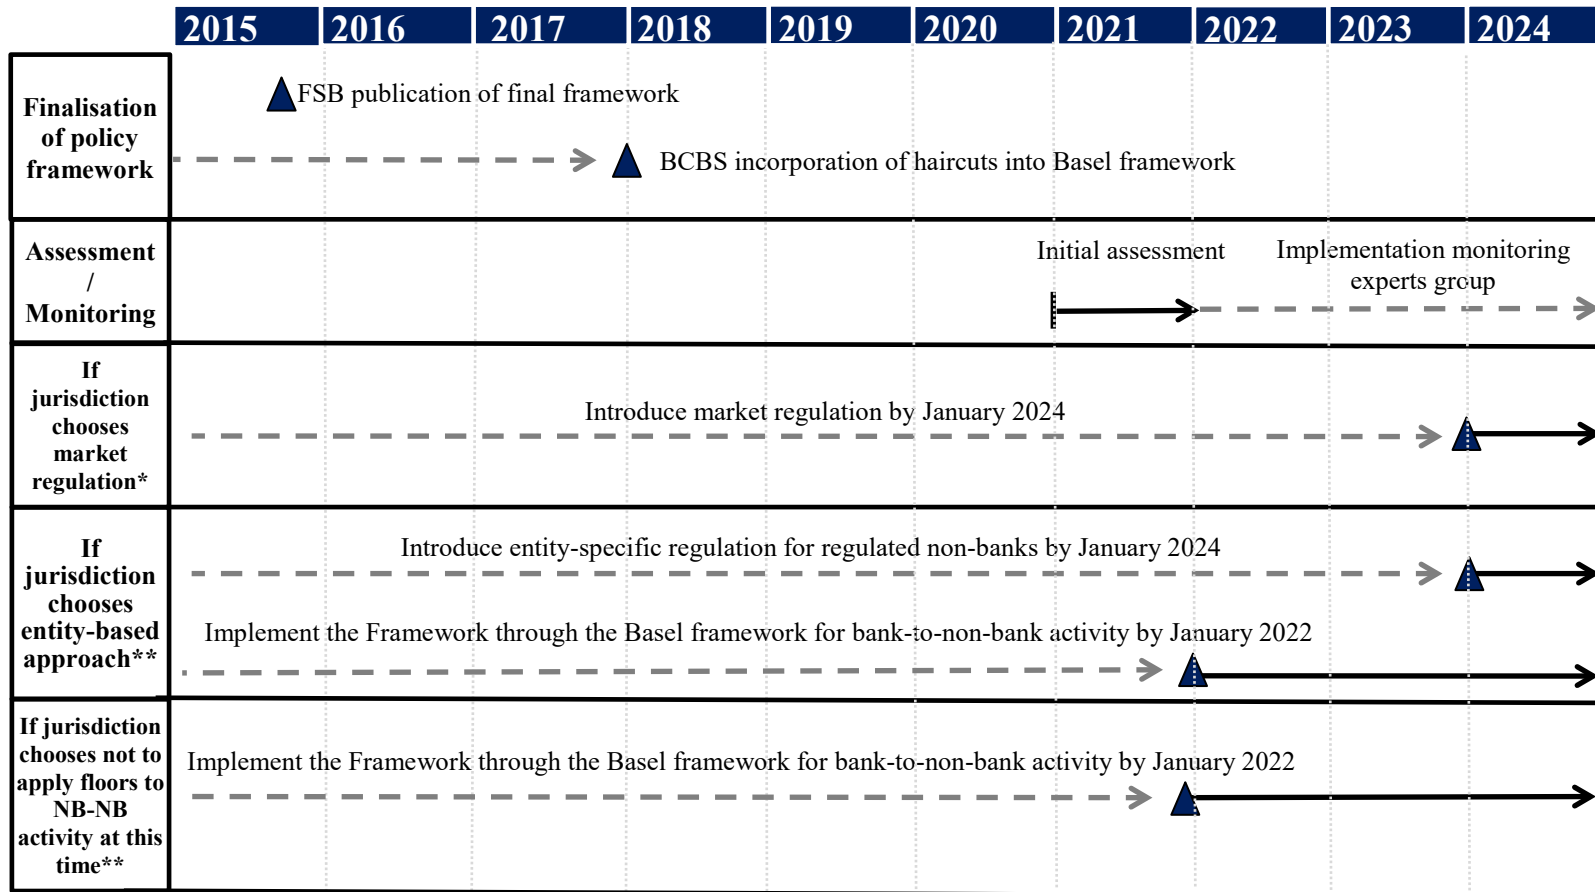 2015 2016 2017 2018 2019 2020 2021 2022 2023 2024
Finalisation
of policy
framework
FSB publication of final framework
BCBS incorporation of haircuts into Basel framework
Assessment
/
Monitoring
Initial assessment
Implementation monitoring
experts group
If
jurisdiction
chooses
market
regulation*
Introduce market regulation by January 2024
If
jurisdiction
chooses
entity-based
approach**
Introduce entity-specific regulation for regulated non-banks by January 2024
Implement the Framework through the Basel framework for bank-to-non-bank activity by January 2022
If jurisdiction
chooses not to
apply floors to
NB-NB
activity at this
time**
Implement the Framework through the Basel framework for bank-to-non-bank activity by January 2022